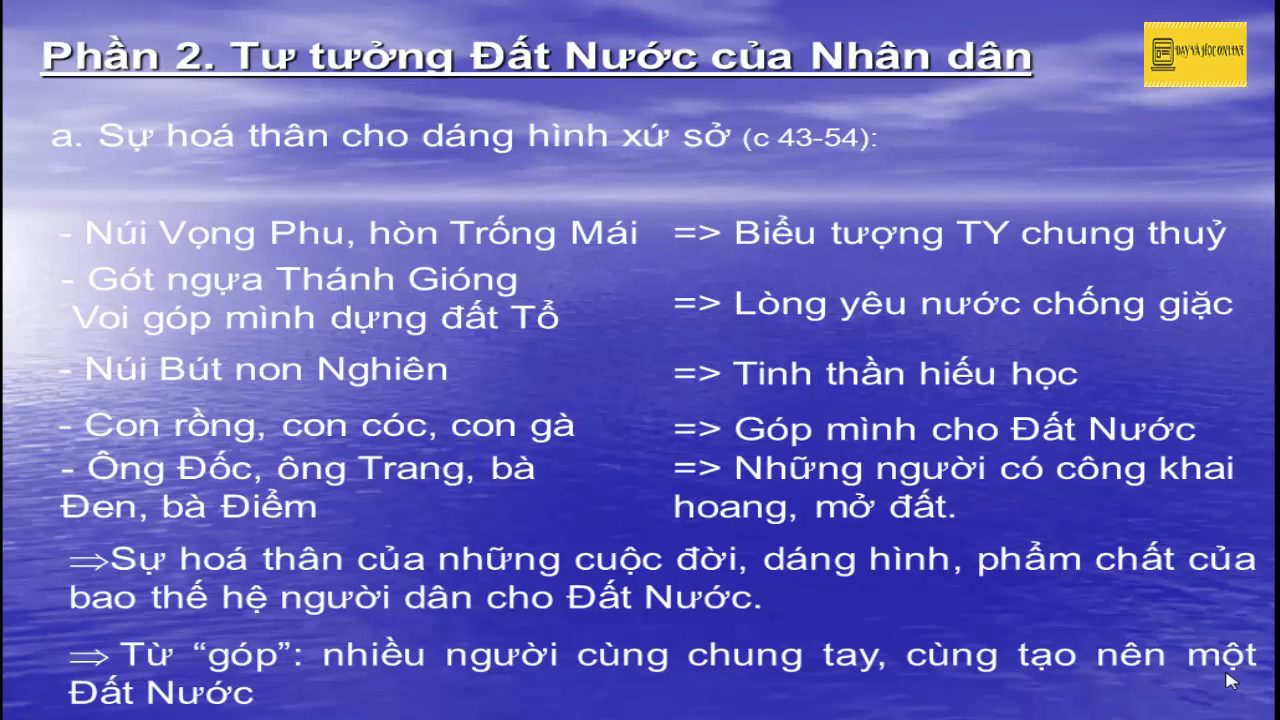 Phần 2. Tư tưởng Đất Nước của Nhân dân
DẠY VÀ HỌC ONLINE
a. Sự hoá thân cho dáng hình xứ sở (c 43-54):
- Núi Vọng Phu, hòn Trống Mái => Biểu tượng TY chung thuỷ
- Gót ngựa Thánh Gióng
Voi góp mình dựng đất Tổ
=> Lòng yêu nước chống giặc
- Núi Bút non Nghiên => Tinh thần hiếu học
- Con rồng, con cóc, con gà => Góp mình cho Đất Nước
- Ông Đốc, ông Trang, bà
Đen, bà Điểm
=> Những người có công khai
hoang, mở đất.
⇒Sự hoá thân của những cuộc đời, dáng hình, phẩm chất của
bao thế hệ người dân cho Đất Nước.
⇒ Từ “góp”: nhiều người cùng chung tay, cùng tạo nên một
Đất Nước